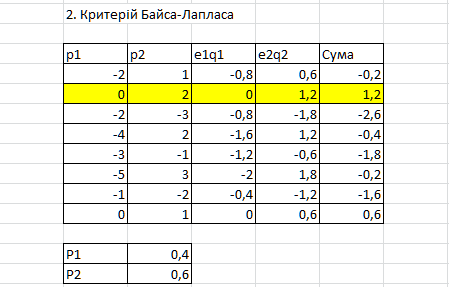 2. Критерій Байса-Лапласа
p1 p2 e1q1 e2q2 Сума
-2 1 -0,8 0,6 -0,2
0 2 0 1,2 1,2
-2 -3 -0,8 -1,8 -2,6
-4 2 -1,6 1,2 -0,4
-3 -1 -1,2 -0,6 -1,8
-5 3 -2 1,8 -0,2
-1 -2 -0,4 -1,2 -1,6
0 1 0 0,6 0,6
P1 0,4
P2 0,6